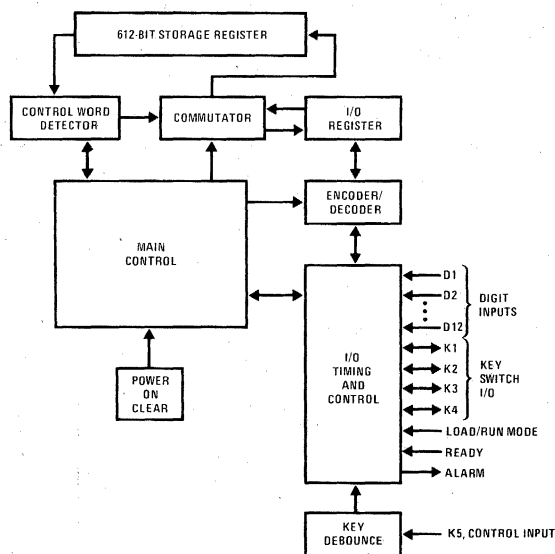 612-BIT STORAGE REGISTER
CONTROL WORD
DETECTOR
COMMUTATOR
I/O
REGISTER
ENCODER/
DECODER
MAIN
CONTROL
POWER
ON
CLEAR
I/O
TIMING
AND
CONTROL
D1
D2
D12
DIGIT
INPUTS
K1
K2
K3
K4
KEY
SWITCH
I/O
LOAD/RUN MODE
READY
ALARM
KEY
DEBOUNCE
K5, CONTROL INPUT